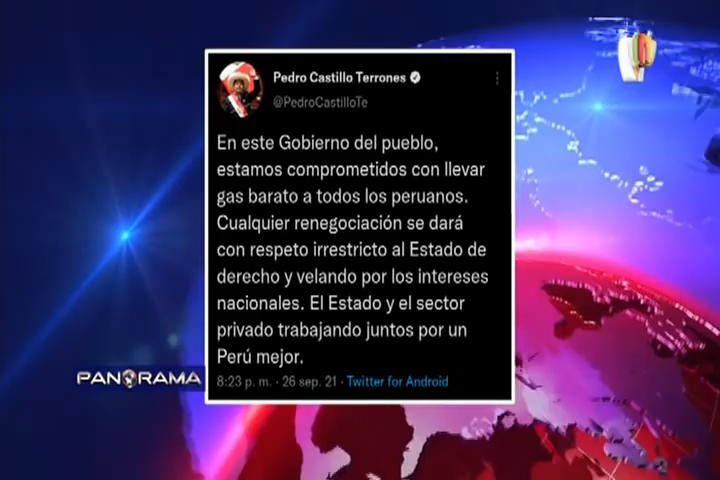 Pedro Castillo Terrones
@PedroCastilloTe
En este Gobierno del pueblo,
estamos comprometidos con llevar
gas barato a todos los peruanos.
Cualquier renegociación se dará
con respeto irrestricto al Estado de
derecho y velando por los intereses
nacionales. El Estado y el sector
privado trabajando juntos por un
Perú mejor.
8:23 p. m. · 26 sep. 21 · Twitter for Android
PANORAMA